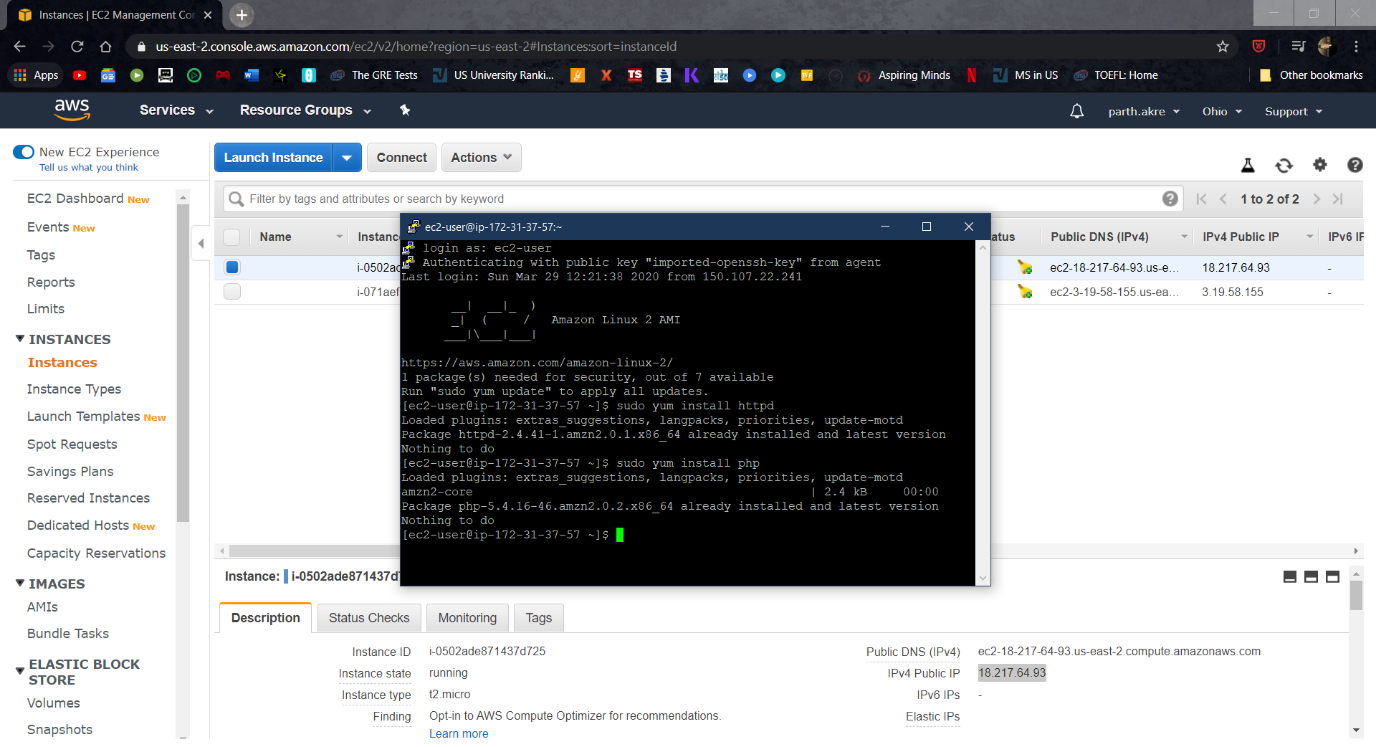 Instances | EC2 Management Con
us-east-2.console.aws.amazon.com/ec2/v2/home?region=us-east-2#Instances:sort=instanceId
Apps
The GRE Tests
US University Ranki...
TS
Aspiring Minds
MS in US
TOEFL: Home
Other bookmarks
aws
Services
Resource Groups
parth.akre
Ohio
Support
New EC2 Experience
Tell us what you think
Launch Instance
Connect
Actions
EC2 Dashboard New
Events New
Tags
Reports
Limits
INSTANCES
Instances
Instance Types
Launch Templates New
Spot Requests
Savings Plans
Reserved Instances
Dedicated Hosts New
Capacity Reservations
IMAGES
AMIs
Bundle Tasks
ELASTIC BLOCK
STORE
Volumes
Snapshots
Filter by tags and attributes or search by keyword
1 to 2 of 2
Name
Instanc
atus
Public DNS (IPv4)
IPv4 Public IP
IPv6 IP
i-0502ac
ec2-18-217-64-93.us-e...
18.217.64.93
-
i-071aef
ec2-3-19-58-155.us-ea...
3.19.58.155
-
ec2-user@ip-172-31-37-57:~
login as: ec2-user
Authenticating with public key "imported-openssh-key" from agent
Last login: Sun Mar 29 12:21:38 2020 from 150.107.22.241
__|  __|_  )
_|  (     /   Amazon Linux 2 AMI
___|\___|___|
https://aws.amazon.com/amazon-linux-2/
1 package(s) needed for security, out of 7 available
Run "sudo yum update" to apply all updates.
[ec2-user@ip-172-31-37-57 ~]$ sudo yum install httpd
Loaded plugins: extras_suggestions, langpacks, priorities, update-motd
Package httpd-2.4.41-1.amzn2.0.1.x86_64 already installed and latest version
Nothing to do
[ec2-user@ip-172-31-37-57 ~]$ sudo yum install php
Loaded plugins: extras_suggestions, langpacks, priorities, update-motd
amzn2-core | 2.4 kB 00:00
Package php-5.4.16-46.amzn2.0.2.x86_64 already installed and latest version
Nothing to do
[ec2-user@ip-172-31-37-57 ~]$
Instance: i-0502ade871437d7
Description
Status Checks
Monitoring
Tags
Instance ID i-0502ade871437d725
Instance state running
Instance type t2.micro
Finding Opt-in to AWS Compute Optimizer for recommendations.
Learn more
Public DNS (IPv4) ec2-18-217-64-93.us-east-2.compute.amazonaws.com
IPv4 Public IP 18.217.64.93
IPv6 IPs -
Elastic IPs